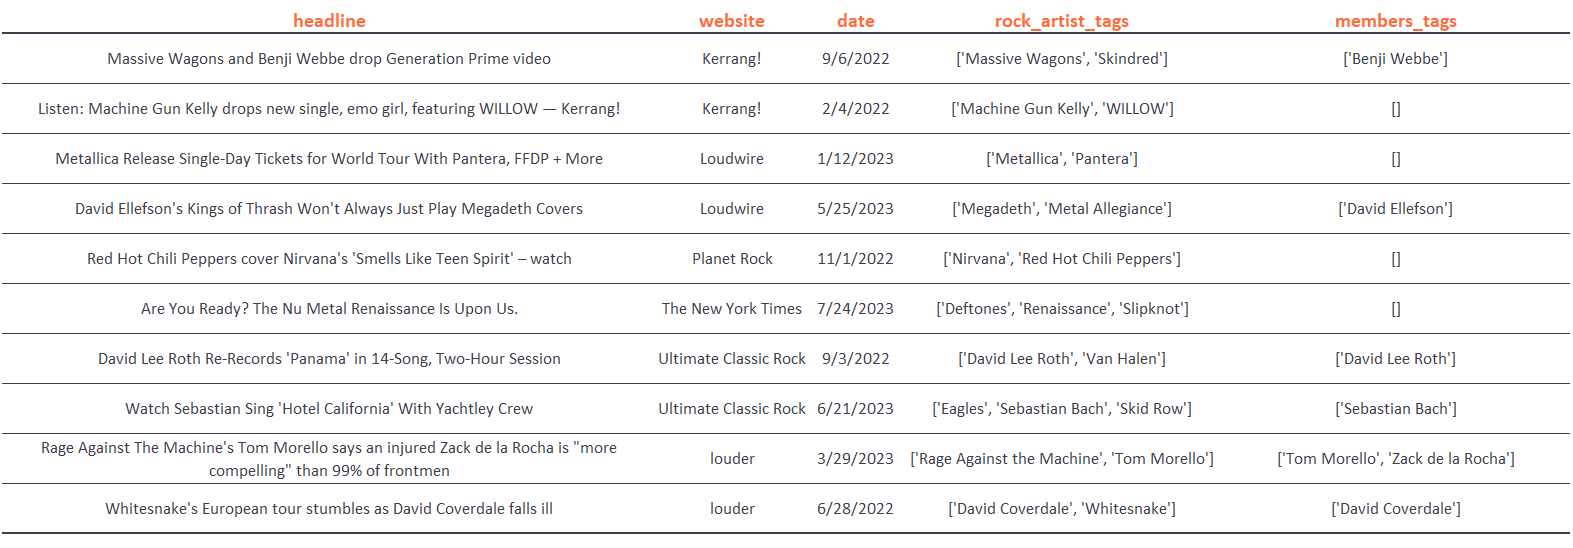 headline website date rock_artist_tags members_tags
Massive Wagons and Benji Webbe drop Generation Prime video Kerrang! 9/6/2022 ['Massive Wagons', 'Skindred'] ['Benji Webbe']
Listen: Machine Gun Kelly drops new single, emo girl, featuring WILLOW — Kerrang! Kerrang! 2/4/2022 ['Machine Gun Kelly', 'WILLOW'] []
Metallica Release Single-Day Tickets for World Tour With Pantera, FFDP + More Loudwire 1/12/2023 ['Metallica', 'Pantera'] []
David Ellefson's Kings of Thrash Won't Always Just Play Megadeth Covers Loudwire 5/25/2023 ['Megadeth', 'Metal Allegiance'] ['David Ellefson']
Red Hot Chili Peppers cover Nirvana's 'Smells Like Teen Spirit' – watch Planet Rock 11/1/2022 ['Nirvana', 'Red Hot Chili Peppers'] []
Are You Ready? The Nu Metal Renaissance Is Upon Us. The New York Times 7/24/2023 ['Deftones', 'Renaissance', 'Slipknot'] []
David Lee Roth Re-Records 'Panama' in 14-Song, Two-Hour Session Ultimate Classic Rock 9/3/2022 ['David Lee Roth', 'Van Halen'] ['David Lee Roth']
Watch Sebastian Sing 'Hotel California' With Yachtley Crew Ultimate Classic Rock 6/21/2023 ['Eagles', 'Sebastian Bach', 'Skid Row'] ['Sebastian Bach']
Rage Against The Machine's Tom Morello says an injured Zack de la Rocha is "more
compelling" than 99% of frontmen louder 3/29/2023 ['Rage Against the Machine', 'Tom Morello'] ['Tom Morello', 'Zack de la Rocha']
Whitesnake's European tour stumbles as David Coverdale falls ill louder 6/28/2022 ['David Coverdale', 'Whitesnake'] ['David Coverdale']